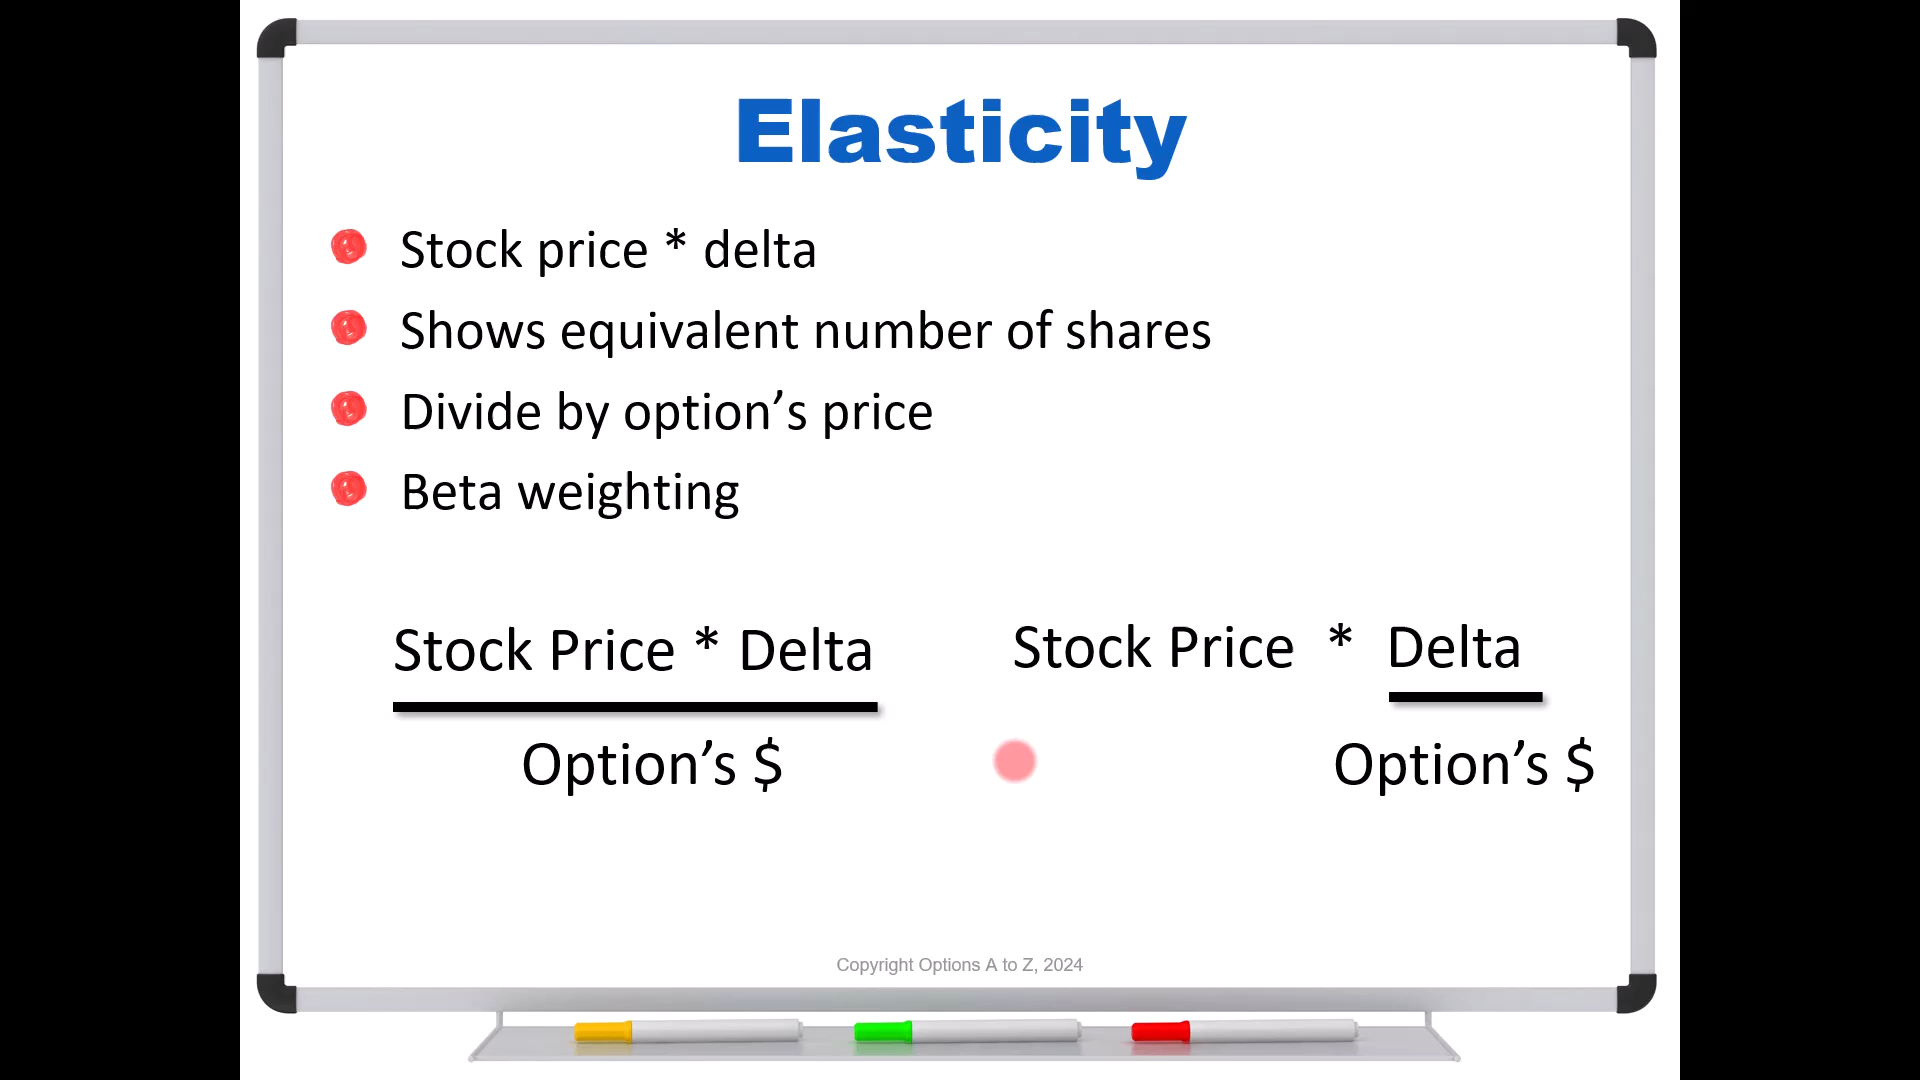 Elasticity
Stock price * delta
Shows equivalent number of shares
Divide by option’s price
Beta weighting
Stock Price * Delta
Option’s $
Stock Price * Delta
Option’s $
Copyright Options A to Z, 2024